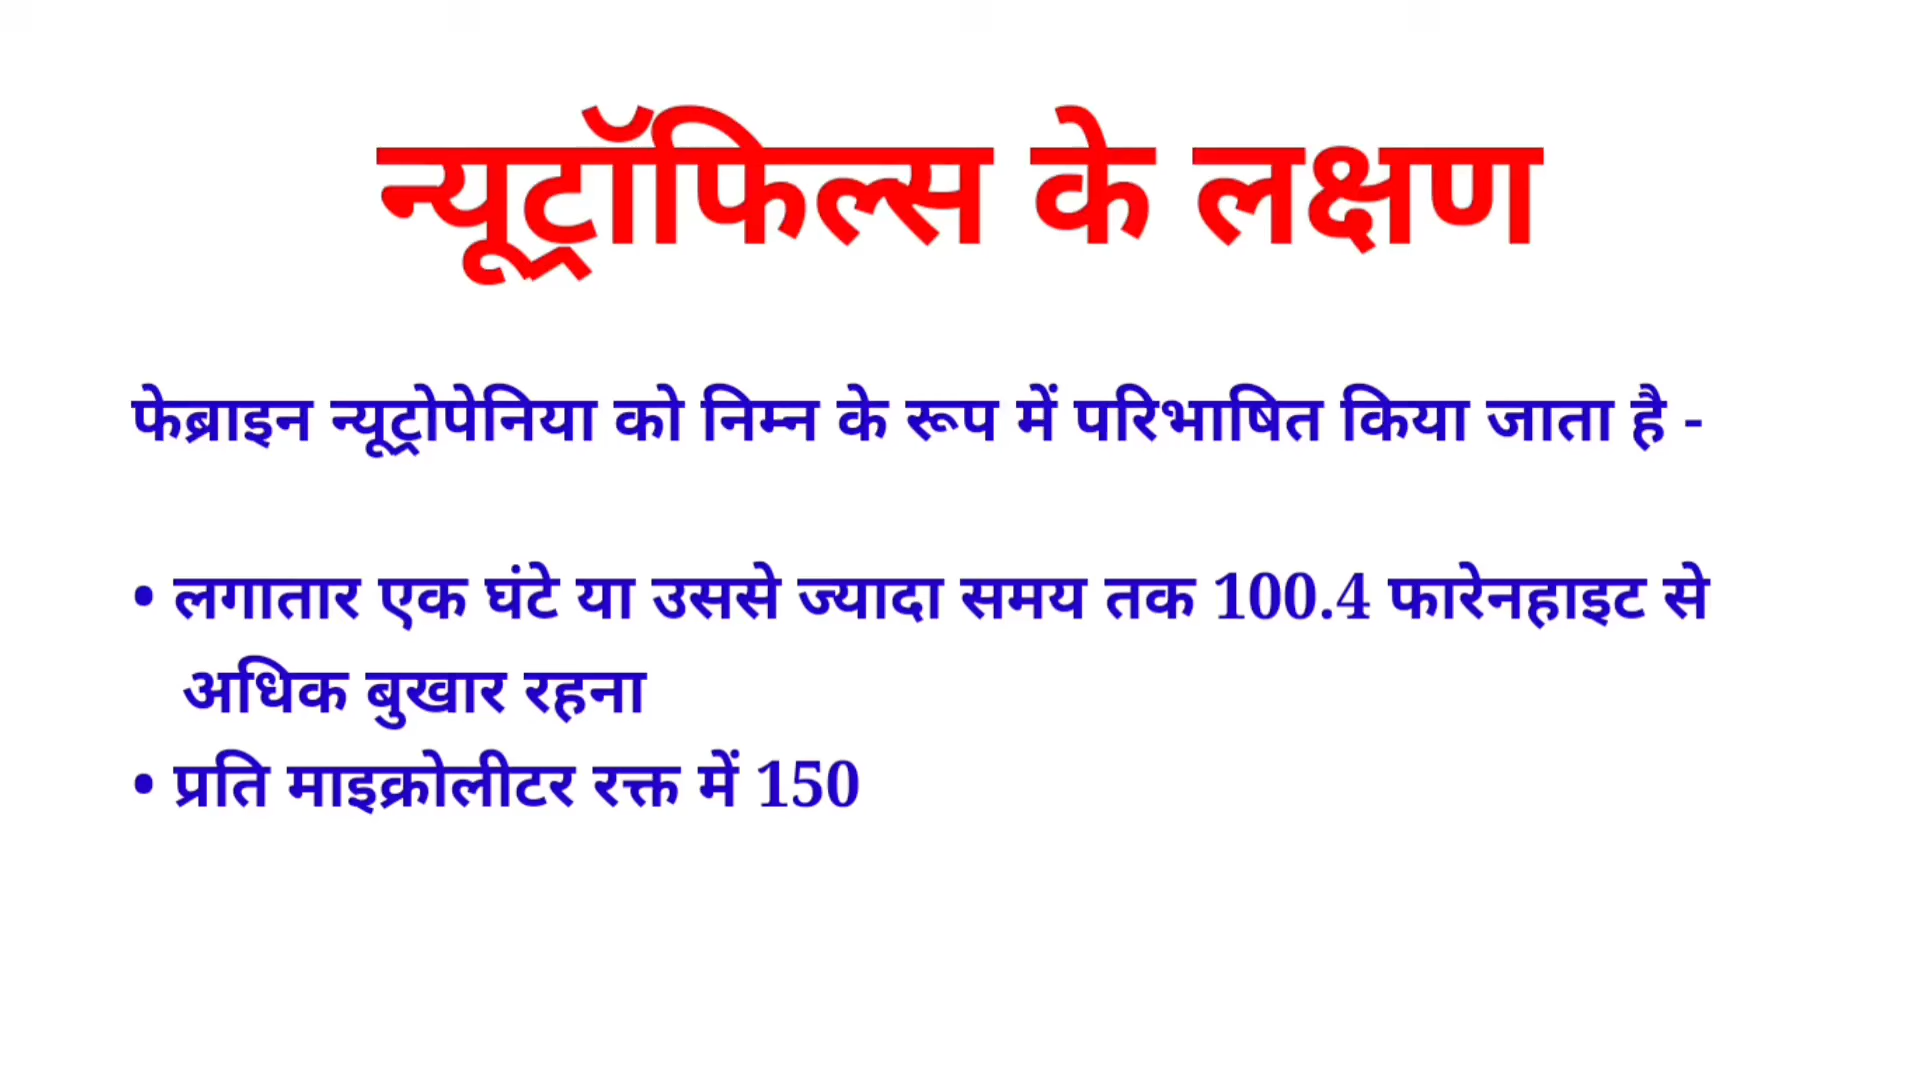 न्यूट्रॉफिल्स के लक्षण
फेब्राइन न्यूट्रोपेनिया को निम्न के रूप में परिभाषित किया जाता है -
• लगातार एक घंटे या उससे ज्यादा समय तक 100.4 फारेनहाइट से
अधिक बुखार रहना
• प्रति माइक्रोलीटर रक्त में 150